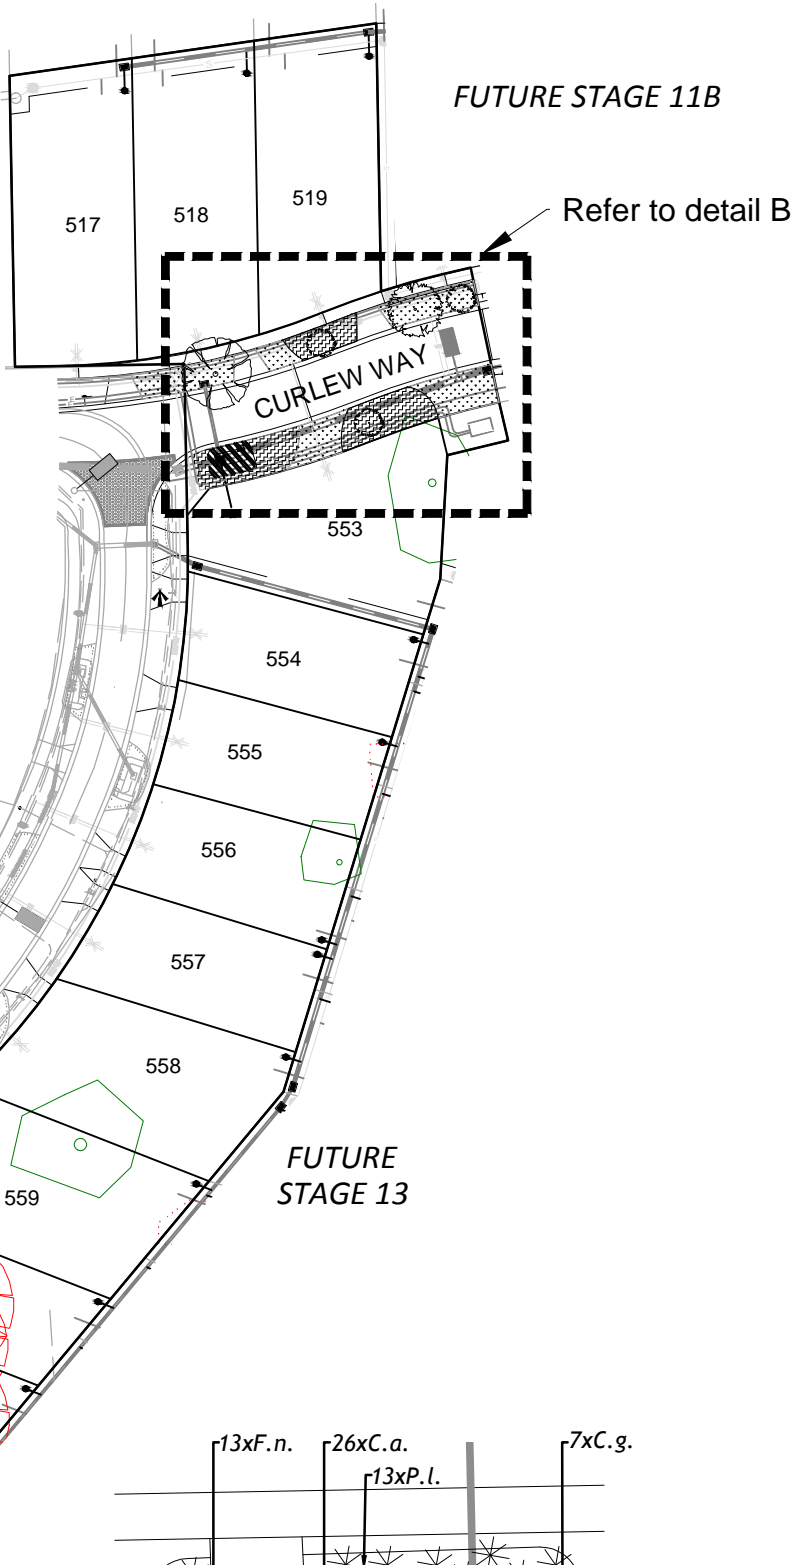 FUTURE STAGE 11B
Refer to detail B
519
518
517
CURLEW WAY
553
554
555
556
557
558
FUTURE
STAGE 13
559
13xF.n.
26xC.a.
7xC.g.
13xP.l.